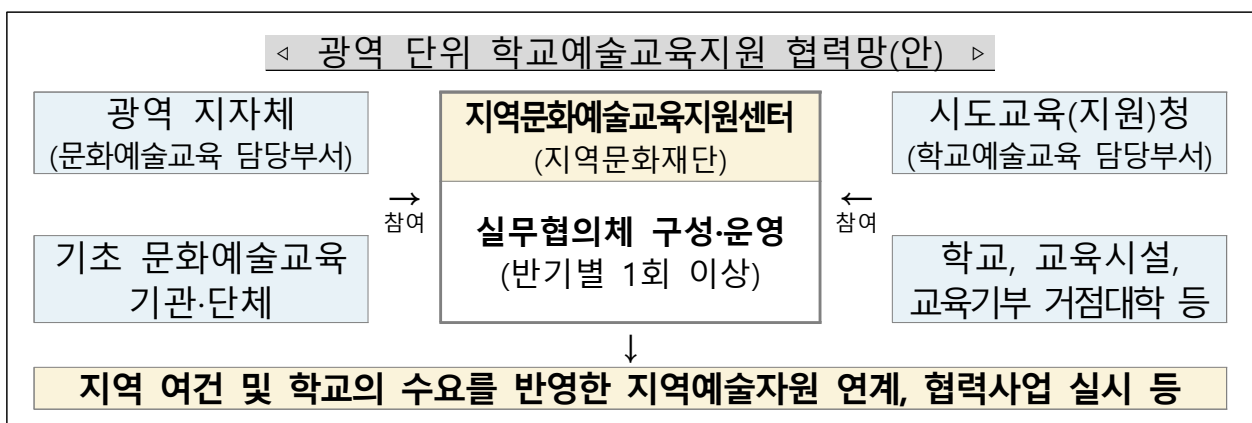 ◁ 광역 단위 학교예술교육지원 협력망(안) ▷
광역 지자체
(문화예술교육 담당부서)
기초 문화예술교육
기관·단체
→
참여
지역문화예술교육지원센터
(지역문화재단)
실무협의체 구성·운영
(반기별 1회 이상)
←
참여
시도교육(지원)청
(학교예술교육 담당부서)
학교, 교육시설,
교육기부 거점대학 등
↓
지역 여건 및 학교의 수요를 반영한 지역예술자원 연계, 협력사업 실시 등